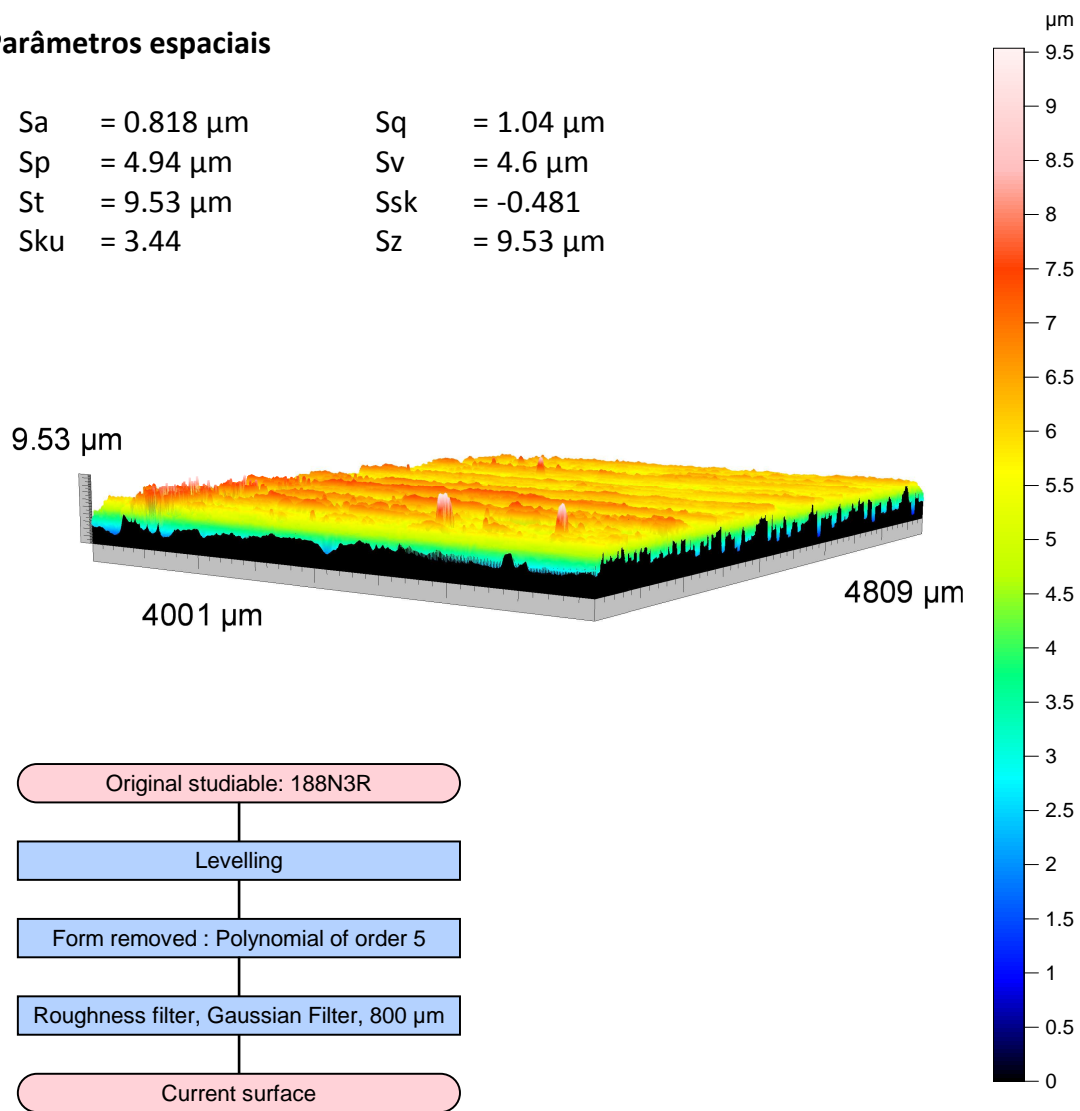 Parâmetros espaciais
Sa = 0.818 µm Sq = 1.04 µm
Sp = 4.94 µm Sv = 4.6 µm
St = 9.53 µm Ssk = -0.481
Sku = 3.44 Sz = 9.53 µm
9.53 µm
4001 µm
4809 µm
Original studiable: 188N3R
Levelling
Form removed : Polynomial of order 5
Roughness filter, Gaussian Filter, 800 µm
Current surface
µm
9.5
9
8.5
8
7.5
7
6.5
6
5.5
5
4.5
4
3.5
3
2.5
2
1.5
1
0.5
0